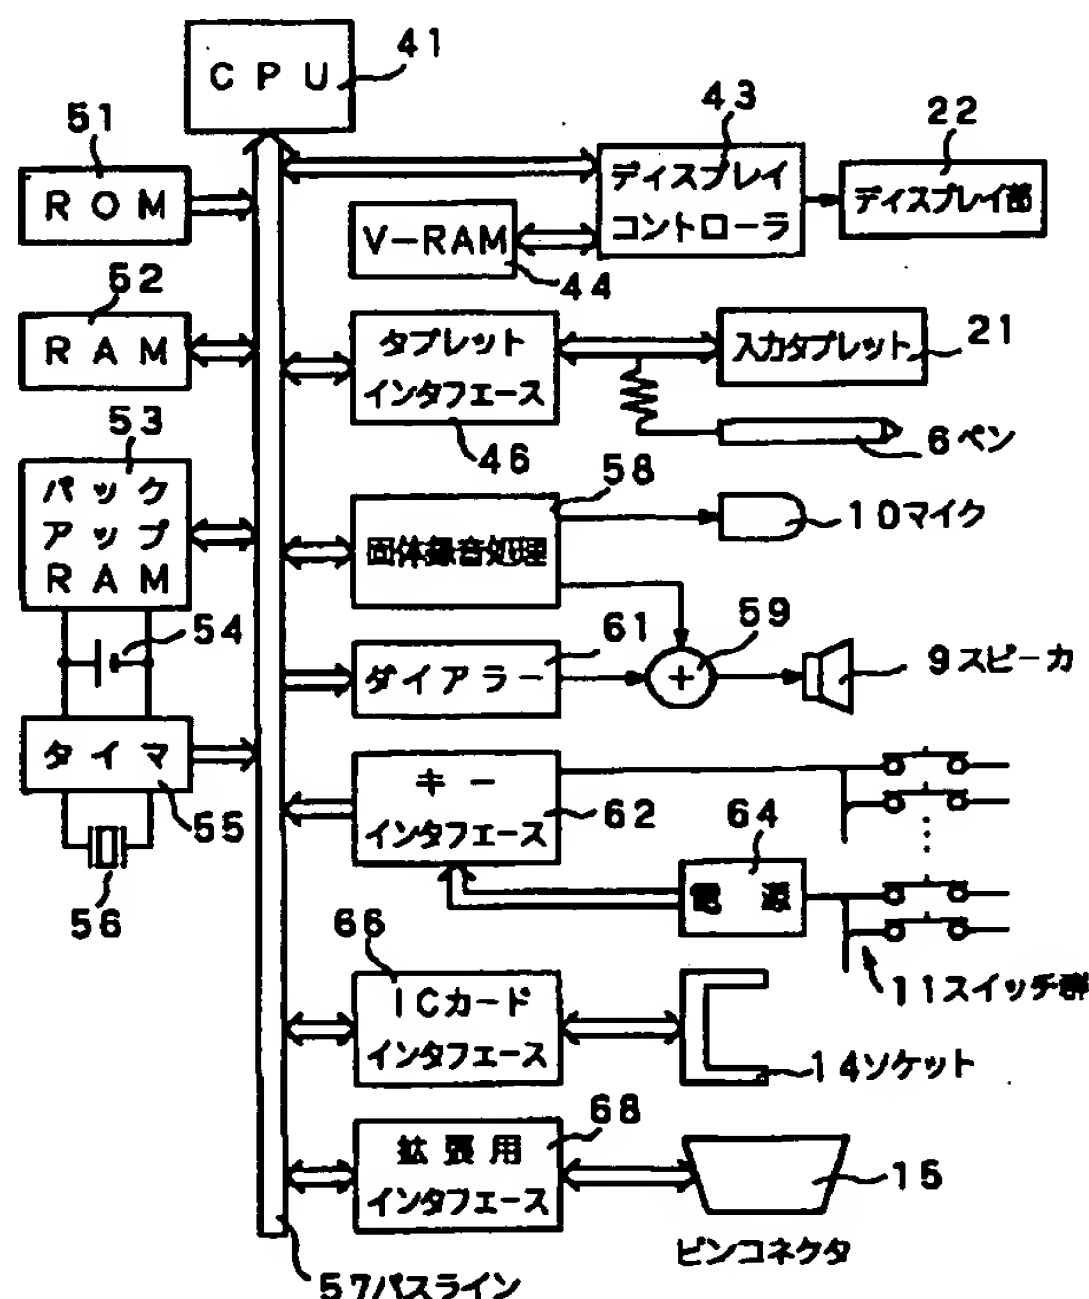 CPU
41
51
ROM
43
ディスプレイ
コントローラ
22
ディスプレイ部
V-RAM
44
52
RAM
タブレット
インタフェース
46
入力タブレット
21
6ペン
53
バック
アップ
RAM
58
固体録音処理
10マイク
54
61
ダイアラー
59
9スピーカ
タイマ
55
56
キー
インタフェース
62
64
電源
11スイッチ群
66
ICカード
インタフェース
14ソケット
68
拡張用
インタフェース
15
ピンコネクタ
57バスライン